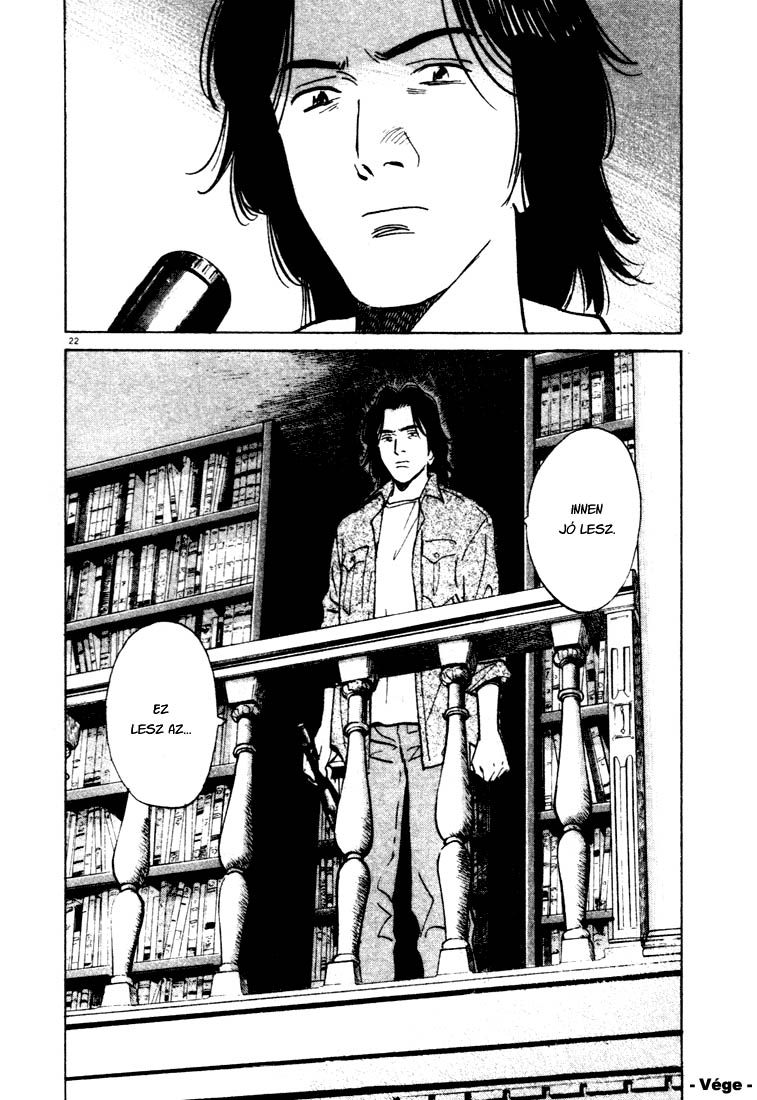 22
INNEN
JÓ LESZ.
EZ
LESZ AZ...
- Vége -